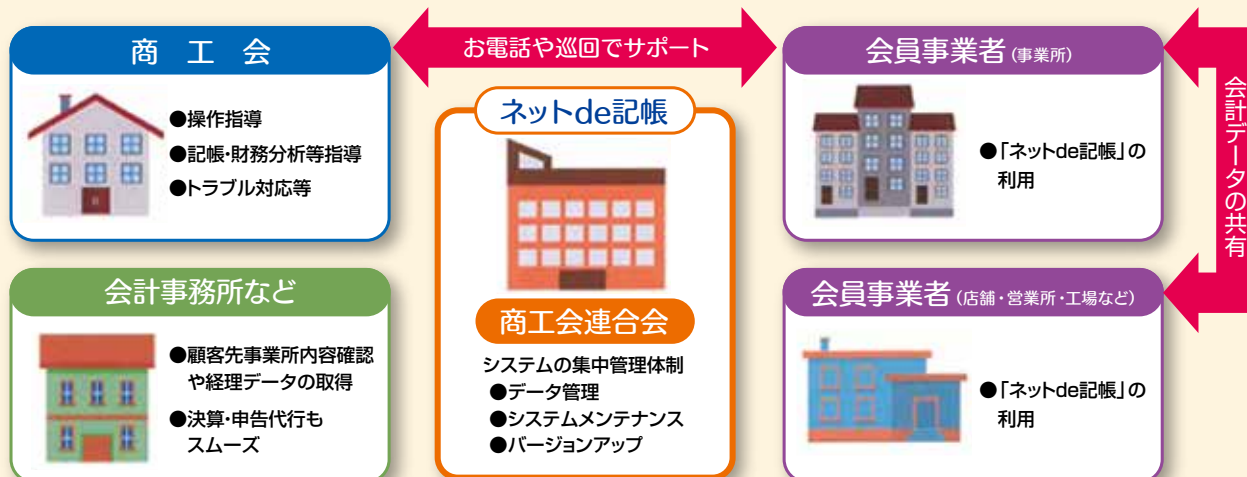 商工会
●操作指導
●記帳・財務分析等指導
●トラブル対応等
お電話や巡回でサポート
会員事業者(事業所)
●「ネットde記帳」の
利用
会計データの共有
ネットde記帳
商工会連合会
システムの集中管理体制
●データ管理
●システムメンテナンス
●バージョンアップ
会計事務所など
●顧客先事業所内容確認
や経理データの取得
●決算・申告代行も
スムーズ
会員事業者(店舗・営業所・工場など)
●「ネットde記帳」の
利用